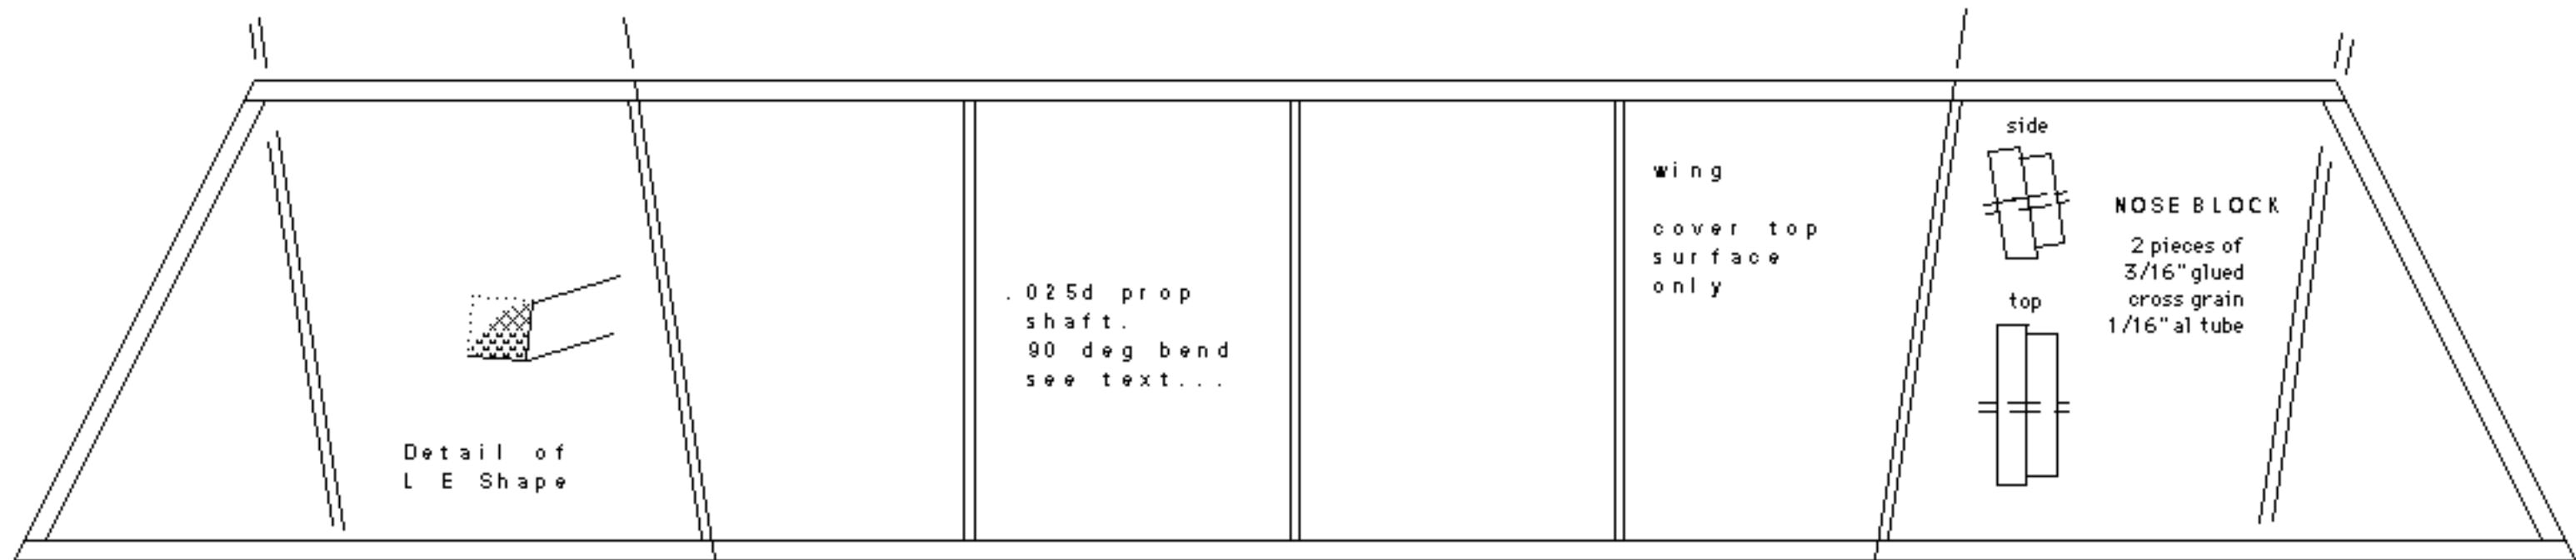 Detail of
L E Shape
.025d prop
shaft.
90 deg bend
see text...
wing
cover top
surface
only
side
NOSE BLOCK
2 pieces of
3/16" glued
cross grain
1/16" al tube
top